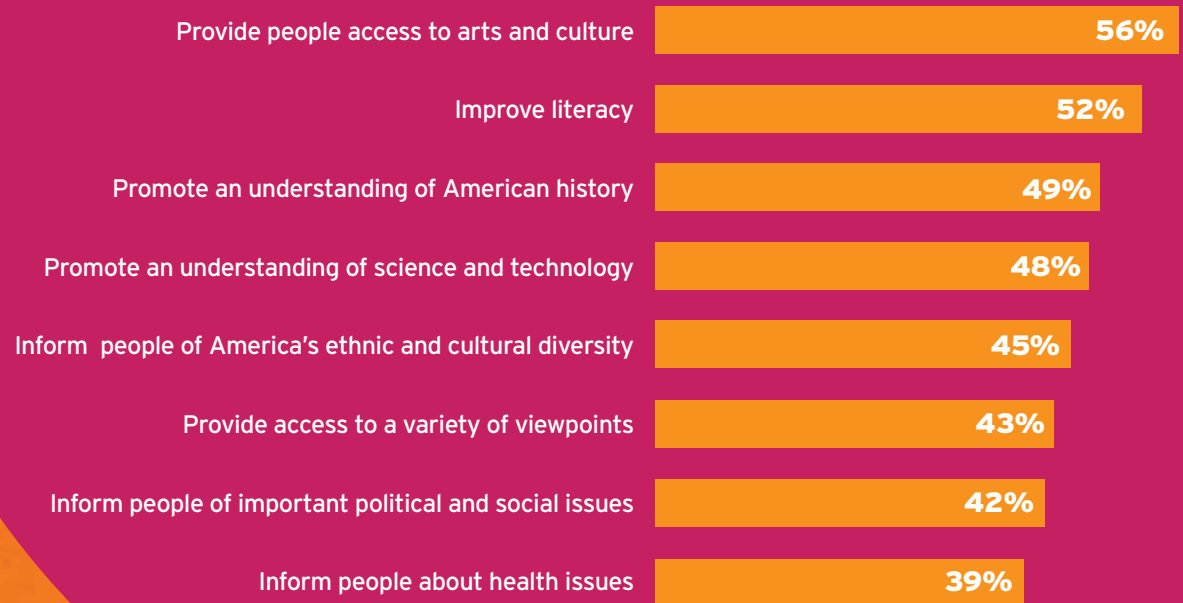 Provide people access to arts and culture 56%
Improve literacy 52%
Promote an understanding of American history 49%
Promote an understanding of science and technology 48%
Inform people of America's ethnic and cultural diversity 45%
Provide access to a variety of viewpoints 43%
Inform people of important political and social issues 42%
Inform people about health issues 39%